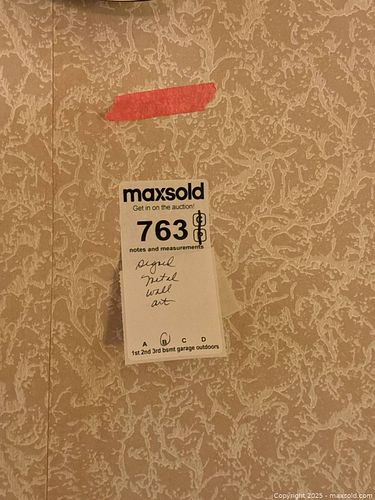 maxsold
Get in on the auction!
763
C
P
notes and measurements
signed
metal
wall
art
A B C D
1st 2nd 3rd bsmt garage outdoors
Copyright 2025 - maxsold.com